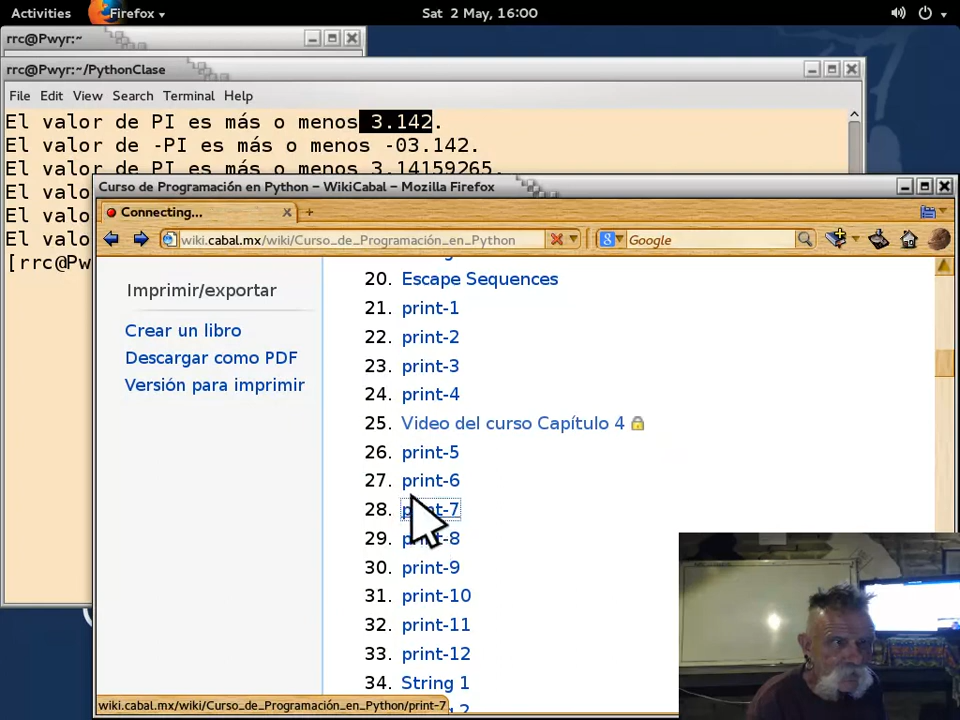 Activities Firefox Sat 2 May, 16:00
rrc@Pwyr:~
rrc@Pwyr:~/PythonClase
File Edit View Search Terminal Help
El valor de PI es más o menos 3.142.
El valor de -PI es más o menos -03.142.
El valor de PI es más o menos 3.14159265.
El valo
El valo
El valo
[rrc@Pw
Curso de Programación en Python – WikiCabal – Mozilla Firefox
Connecting...
wiki.cabal.mx/wiki/Curso_de_Programación_en_Python
Google
Imprimir/exportar
Crear un libro
Descargar como PDF
Versión para imprimir
20. Escape Sequences
21. print-1
22. print-2
23. print-3
24. print-4
25. Video del curso Capítulo 4
26. print-5
27. print-6
28. print-7
29. print-8
30. print-9
31. print-10
32. print-11
33. print-12
34. String 1
wiki.cabal.mx/wiki/Curso_de_Programación_en_Python/print-7